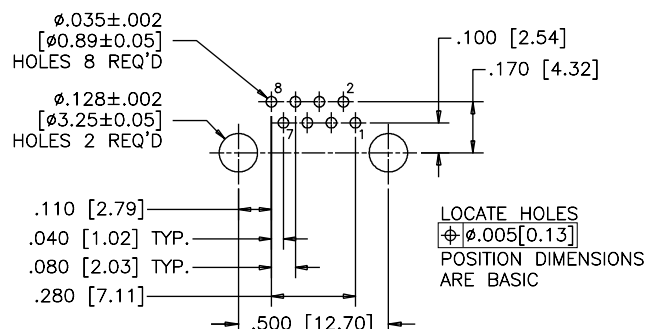 ø.035±.002
[ø0.89±0.05]
HOLES 8 REQ'D
.100 [2.54]
.170 [4.32]
8
2
ø.128±.002
[ø3.25±0.05]
HOLES 2 REQ'D
7
1
.110 [2.79]
.040 [1.02] TYP.
.080 [2.03] TYP.
.280 [7.11]
.500 [12.70]
LOCATE HOLES
⌖ ø.005[0.13]
POSITION DIMENSIONS
ARE BASIC